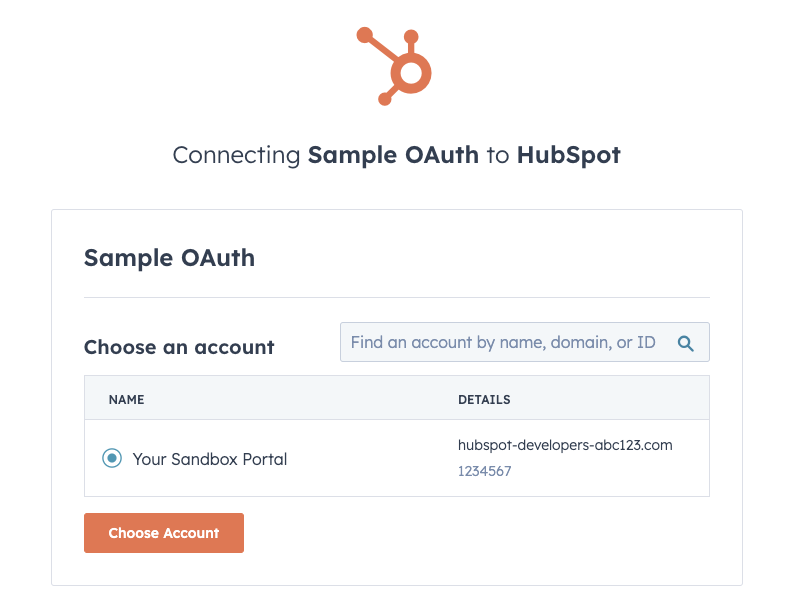 Connecting Sample OAuth to HubSpot
Sample OAuth
Choose an account
Find an account by name, domain, or ID
NAME
DETAILS
Your Sandbox Portal
hubspot-developers-abc123.com
1234567
Choose Account